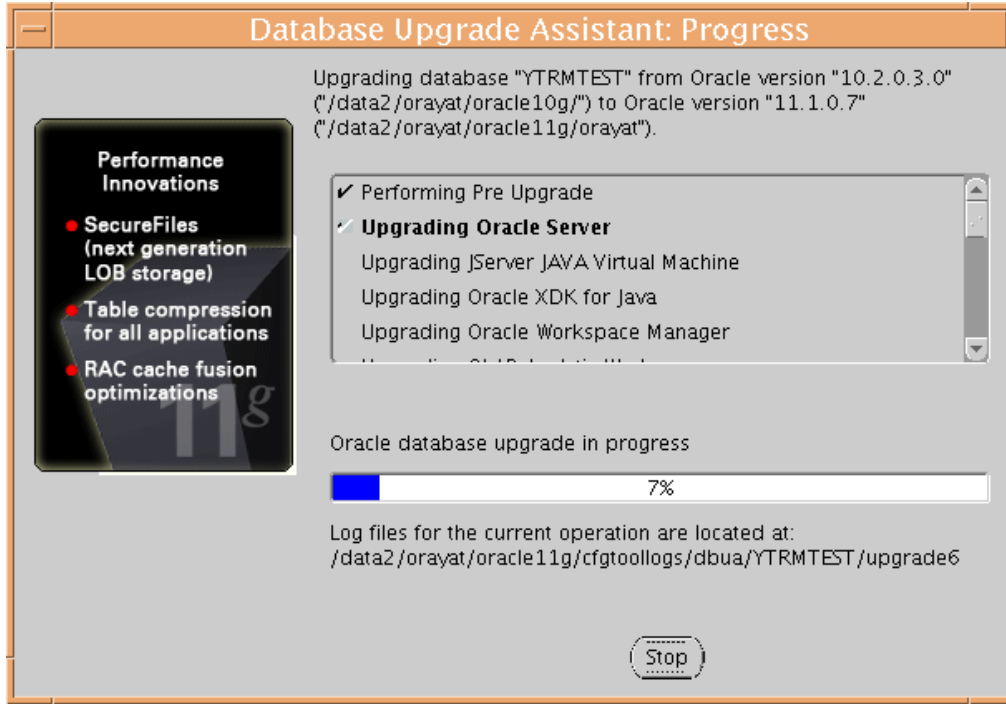 Database Upgrade Assistant: Progress
Upgrading database "YTRMTEST" from Oracle version "10.2.0.3.0"
("/data2/orayat/oracle10g/") to Oracle version "11.1.0.7"
("/data2/orayat/oracle11g/orayat").
Performance
Innovations
SecureFiles
(next generation
LOB storage)
Table compression
for all applications
RAC cache fusion
optimizations
11g
Performing Pre Upgrade
Upgrading Oracle Server
Upgrading JServer JAVA Virtual Machine
Upgrading Oracle XDK for Java
Upgrading Oracle Workspace Manager
Oracle database upgrade in progress
7%
Log files for the current operation are located at:
/data2/orayat/oracle11g/cfgtoollogs/dbua/YTRMTEST/upgrade6
Stop